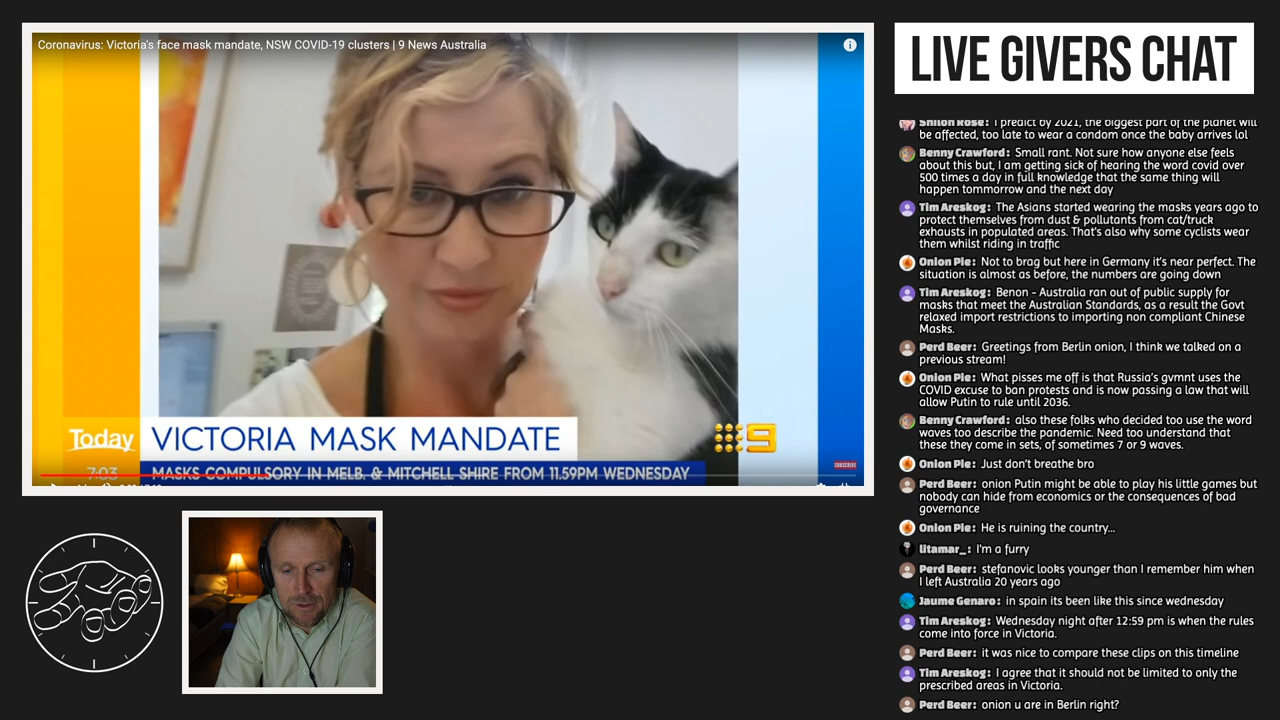 Coronavirus: Victoria's face mask mandate, NSW COVID-19 clusters | 9 News Australia
Today
VICTORIA MASK MANDATE
9
7:03
MASKS COMPULSORY IN MELB. & MITCHELL SHIRE FROM 11.59PM WEDNESDAY
SUBSCRIBE
LIVE GIVERS CHAT
Shilon Rose: I predict by 2021, the biggest part of the planet will
be affected, too late to wear a condom once the baby arrives lol
Benny Crawford: Small rant. Not sure how anyone else feels
about this but, I am getting sick of hearing the word covid over
500 times a day in full knowledge that the same thing will
happen tommorrow and the next day
Tim Areskog: The Asians started wearing the masks years ago to
protect themselves from dust & pollutants from cat/truck
exhausts in populated areas. That's also why some cyclists wear
them whilst riding in traffic
Onion Pie: Not to brag but here in Germany it's near perfect. The
situation is almost as before, the numbers are going down
Tim Areskog: Benon - Australia ran out of public supply for
masks that meet the Australian Standards, as a result the Govt
relaxed import restrictions to importing non compliant Chinese
Masks.
Perd Beer: Greetings from Berlin onion, I think we talked on a
previous stream!
Onion Pie: What pisses me off is that Russia's gvmnt uses the
COVID excuse to ban protests and is now passing a law that will
allow Putin to rule until 2036.
Benny Crawford: also these folks who decided too use the word
waves too describe the pandemic. Need too understand that
these they come in sets, of sometimes 7 or 9 waves.
Onion Pie: Just don't breathe bro
Perd Beer: onion Putin might be able to play his little games but
nobody can hide from economics or the consequences of bad
governance
Onion Pie: He is ruining the country...
litamar_: I'm a furry
Perd Beer: stefanovic looks younger than I remember him when
I left Australia 20 years ago
Jaume Genaro: in spain its been like this since wednesday
Tim Areskog: Wednesday night after 12:59 pm is when the rules
come into force in Victoria.
Perd Beer: it was nice to compare these clips on this timeline
Tim Areskog: I agree that it should not be limited to only the
prescribed areas in Victoria.
Perd Beer: onion u are in Berlin right?